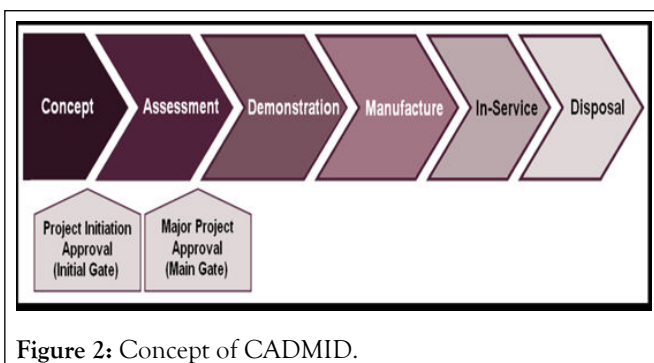 Concept
Assessment
Demonstration
Manufacture
In-Service
Disposal
Project Initiation
Approval
(Initial Gate)
Major Project
Approval
(Main Gate)
Figure 2: Concept of CADMID.